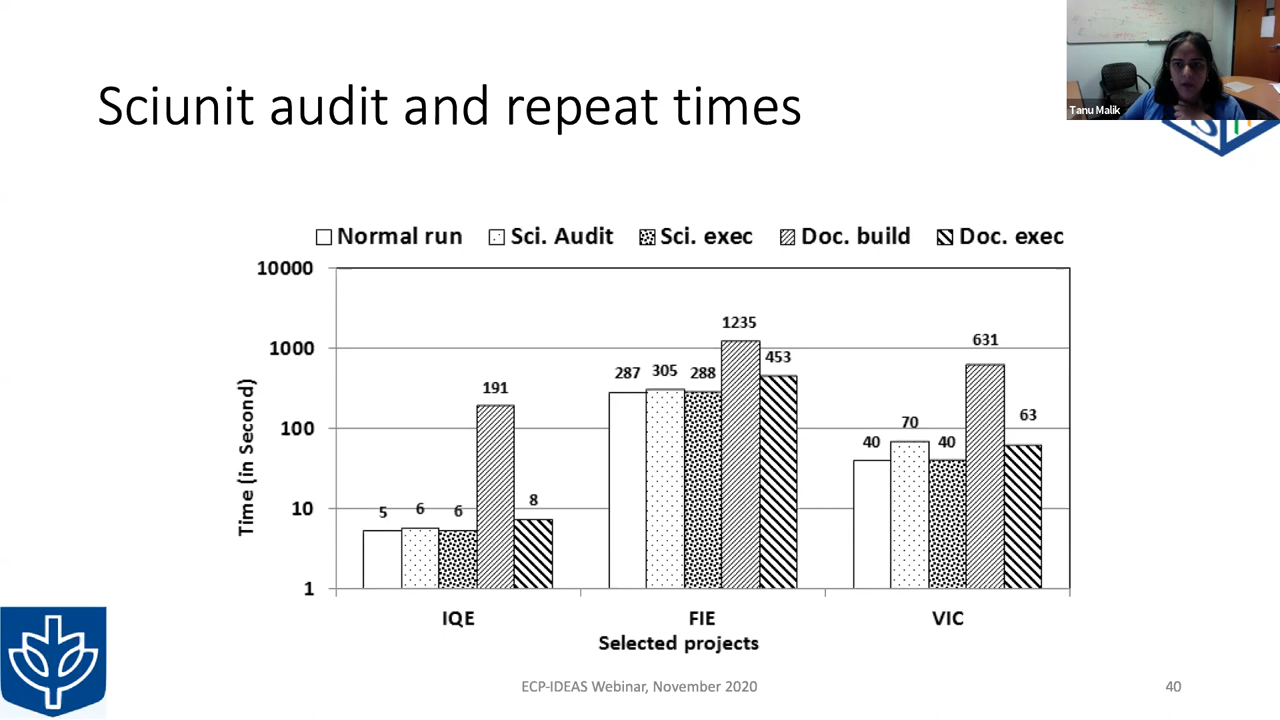 Tanu Malik
Sciunit audit and repeat times
Normal run Sci. Audit Sci. exec Doc. build Doc. exec
10000
1000
100
10
1
Time (in Second)
5 6 6 191 8
287 305 288 1235 453
40 70 40 631 63
IQE FIE VIC
Selected projects
ECP-IDEAS Webinar, November 2020
40